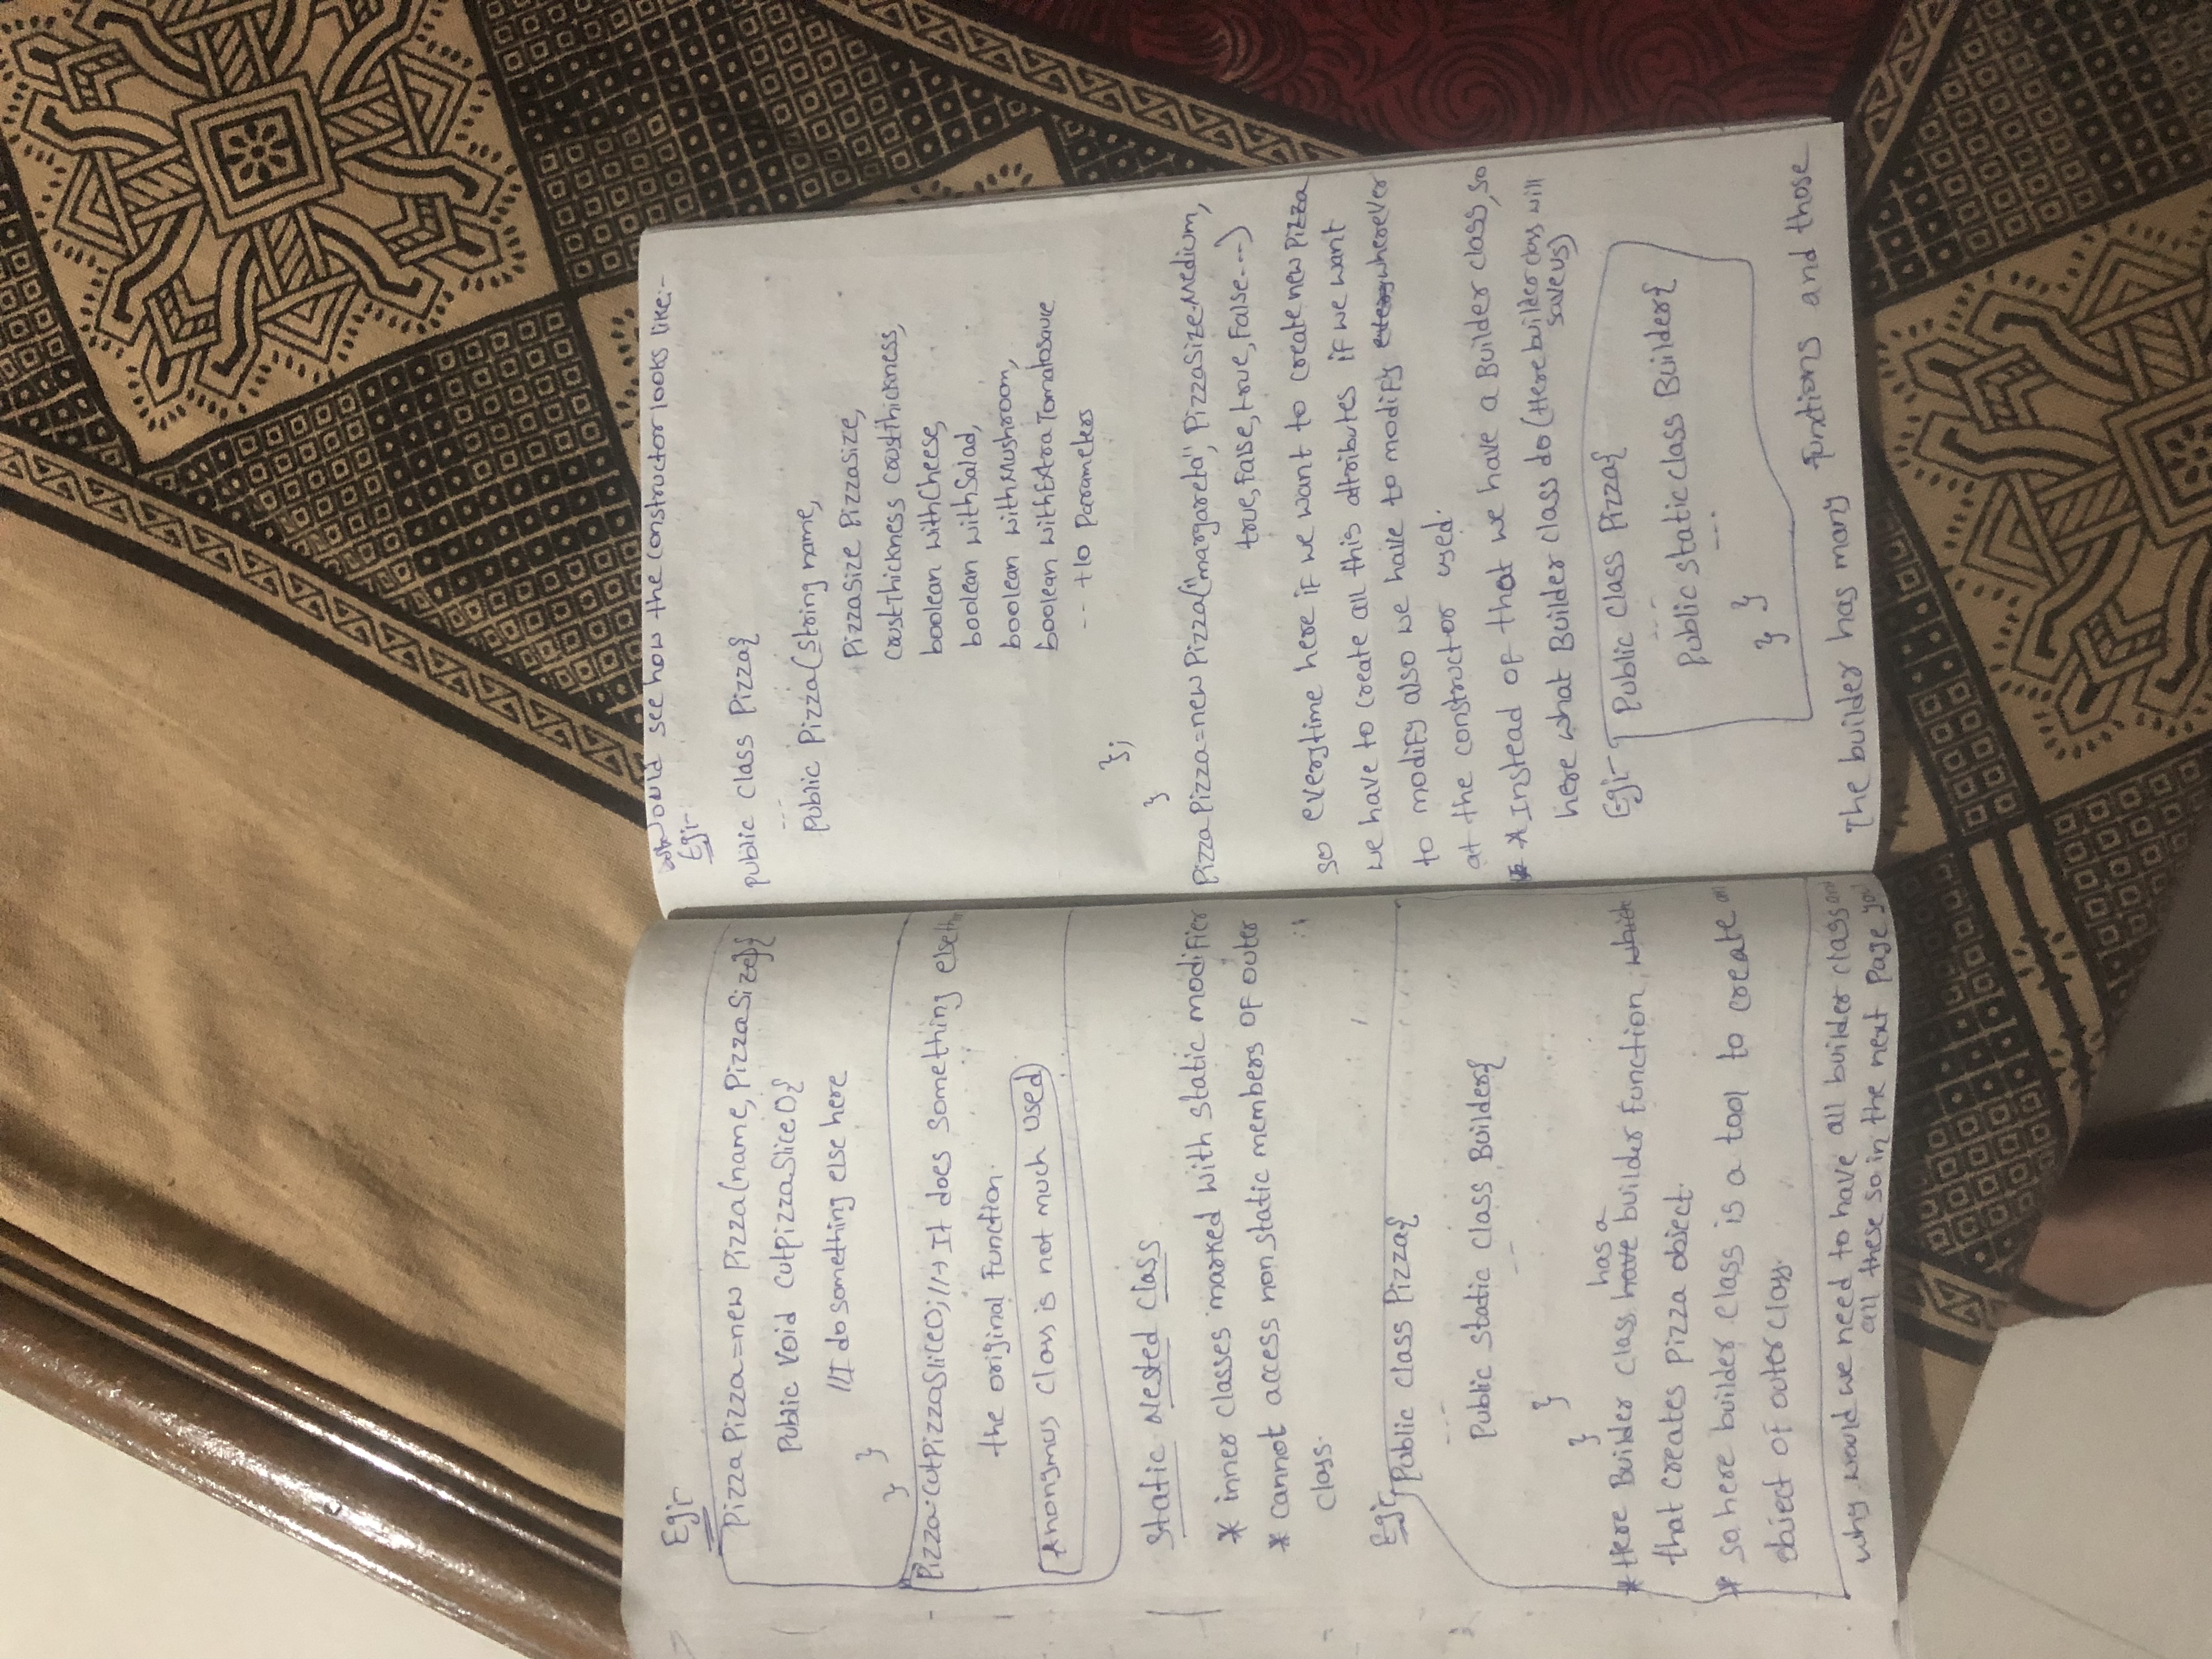 Eg:-
Pizza Pizza=new Pizza(name, PizzaSize){
Public Void CutPizzaSlice(){
//I do something else here
}
}
Pizza.CutPizzaSlice();//→ It does something else than
the original Function.
Anongmus Class is not much used
Static Nested Class
* inner classes marked with static modifier
* cannot access non static members of outer
class.
Eg:-
Public class Pizza{
---
Public Static Class Builder{
--
}
}
has a
* Here Builder Class have builder Function, which
that creates Pizza object.
* so here builder class is a tool to create an
object of outer class.
why would we need to have all builder class and
all these so in the next page you
would see how the constructor looks like:-
Eg:-
Public class Pizza{
---
Public Pizza(String name,
PizzaSize PizzaSize,
CrustThickness CrustThickness,
boolean withCheese,
boolean withSalad,
boolean withMushroom,
boolean withExtra Tomatosauce
-- +10 Parameters
};
}
Pizza Pizza=new Pizza("margareta", PizzaSize.Medium,
true, False, true, False---)
so everytime here if we want to create new Pizza
we have to create all this attributes if we want
to modify also we have to modify every wherever
at the constructor used.
* Instead of that we have a Builder class, so
here what Builder class do (Here builder class will
save us)
Eg:-
Public Class Pizza{
---
Public static class Builder{
---
}
}
The builder has many Functions and those